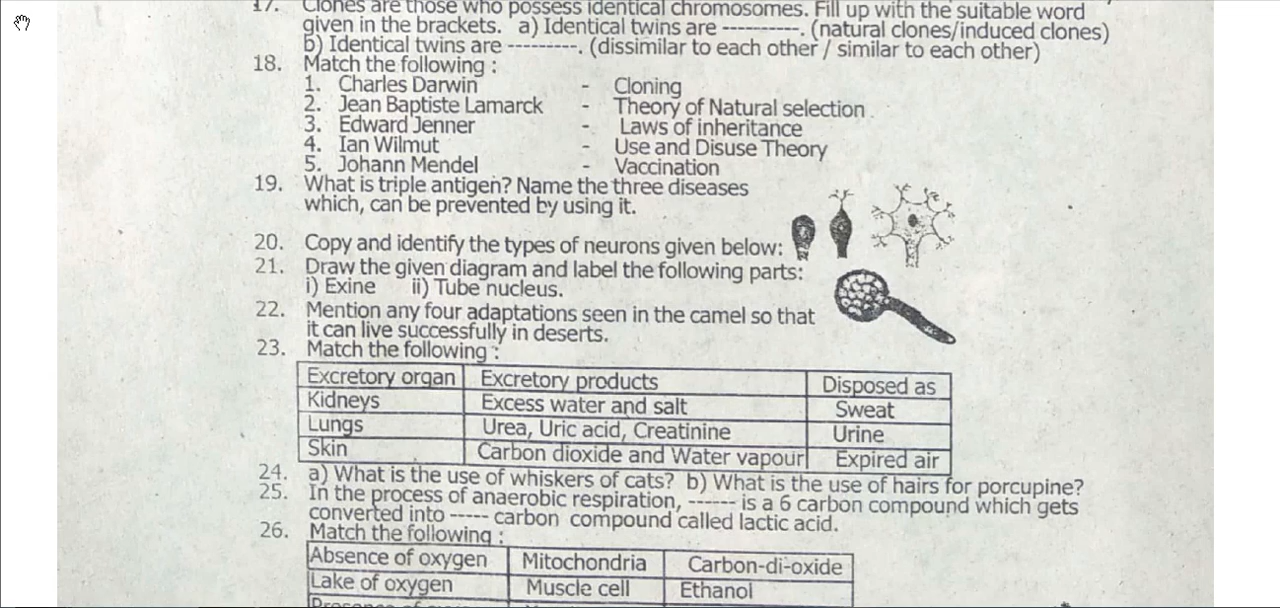 17. Clones are those who possess identical chromosomes. Fill up with the suitable word
given in the brackets. a) Identical twins are ----------. (natural clones/induced clones)
b) Identical twins are ---------. (dissimilar to each other / similar to each other)
18. Match the following :
1. Charles Darwin - Cloning
2. Jean Baptiste Lamarck - Theory of Natural selection
3. Edward Jenner - Laws of inheritance
4. Ian Wilmut - Use and Disuse Theory
5. Johann Mendel - Vaccination
19. What is triple antigen? Name the three diseases
which, can be prevented by using it.
20. Copy and identify the types of neurons given below:
21. Draw the given diagram and label the following parts:
i) Exine ii) Tube nucleus.
22. Mention any four adaptations seen in the camel so that
it can live successfully in deserts.
23. Match the following :
Excretory organ Excretory products Disposed as
Kidneys Excess water and salt Sweat
Lungs Urea, Uric acid, Creatinine Urine
Skin Carbon dioxide and Water vapour Expired air
24. a) What is the use of whiskers of cats? b) What is the use of hairs for porcupine?
25. In the process of anaerobic respiration, ------ is a 6 carbon compound which gets
converted into ----- carbon compound called lactic acid.
26. Match the following :
Absence of oxygen Mitochondria Carbon-di-oxide
Lake of oxygen Muscle cell Ethanol